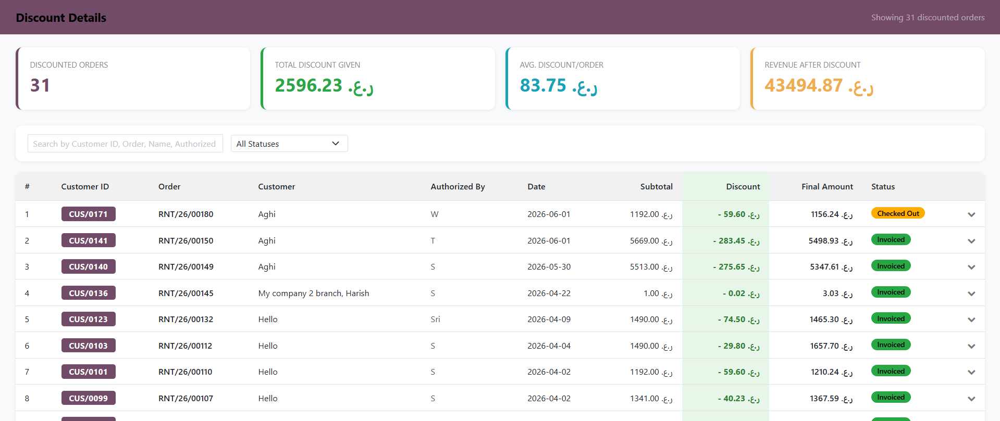 Discount Details
Showing 31 discounted orders
DISCOUNTED ORDERS
31
TOTAL DISCOUNT GIVEN
2596.23 ر.ع.
AVG. DISCOUNT/ORDER
83.75 ر.ع.
REVENUE AFTER DISCOUNT
43494.87 ر.ع.
Search by Customer ID, Order, Name, Authorized
All Statuses
# Customer ID Order Customer Authorized By Date Subtotal Discount Final Amount Status
1 CUS/0171 RNT/26/00180 Aghi W 2026-06-01 1192.00 ر.ع. - 59.60 ر.ع. 1156.24 ر.ع. Checked Out
2 CUS/0141 RNT/26/00150 Aghi T 2026-06-01 5669.00 ر.ع. - 283.45 ر.ع. 5498.93 ر.ع. Invoiced
3 CUS/0140 RNT/26/00149 Aghi S 2026-05-30 5513.00 ر.ع. - 275.65 ر.ع. 5347.61 ر.ع. Invoiced
4 CUS/0136 RNT/26/00145 My company 2 branch, Harish S 2026-04-22 1.00 ر.ع. - 0.02 ر.ع. 3.03 ر.ع. Invoiced
5 CUS/0123 RNT/26/00132 Hello Sri 2026-04-09 1490.00 ر.ع. - 74.50 ر.ع. 1465.30 ر.ع. Invoiced
6 CUS/0103 RNT/26/00112 Hello S 2026-04-04 1490.00 ر.ع. - 29.80 ر.ع. 1657.70 ر.ع. Invoiced
7 CUS/0101 RNT/26/00110 Hello S 2026-04-02 1192.00 ر.ع. - 59.60 ر.ع. 1210.24 ر.ع. Invoiced
8 CUS/0099 RNT/26/00107 Hello S 2026-04-02 1341.00 ر.ع. - 40.23 ر.ع. 1367.59 ر.ع. Invoiced